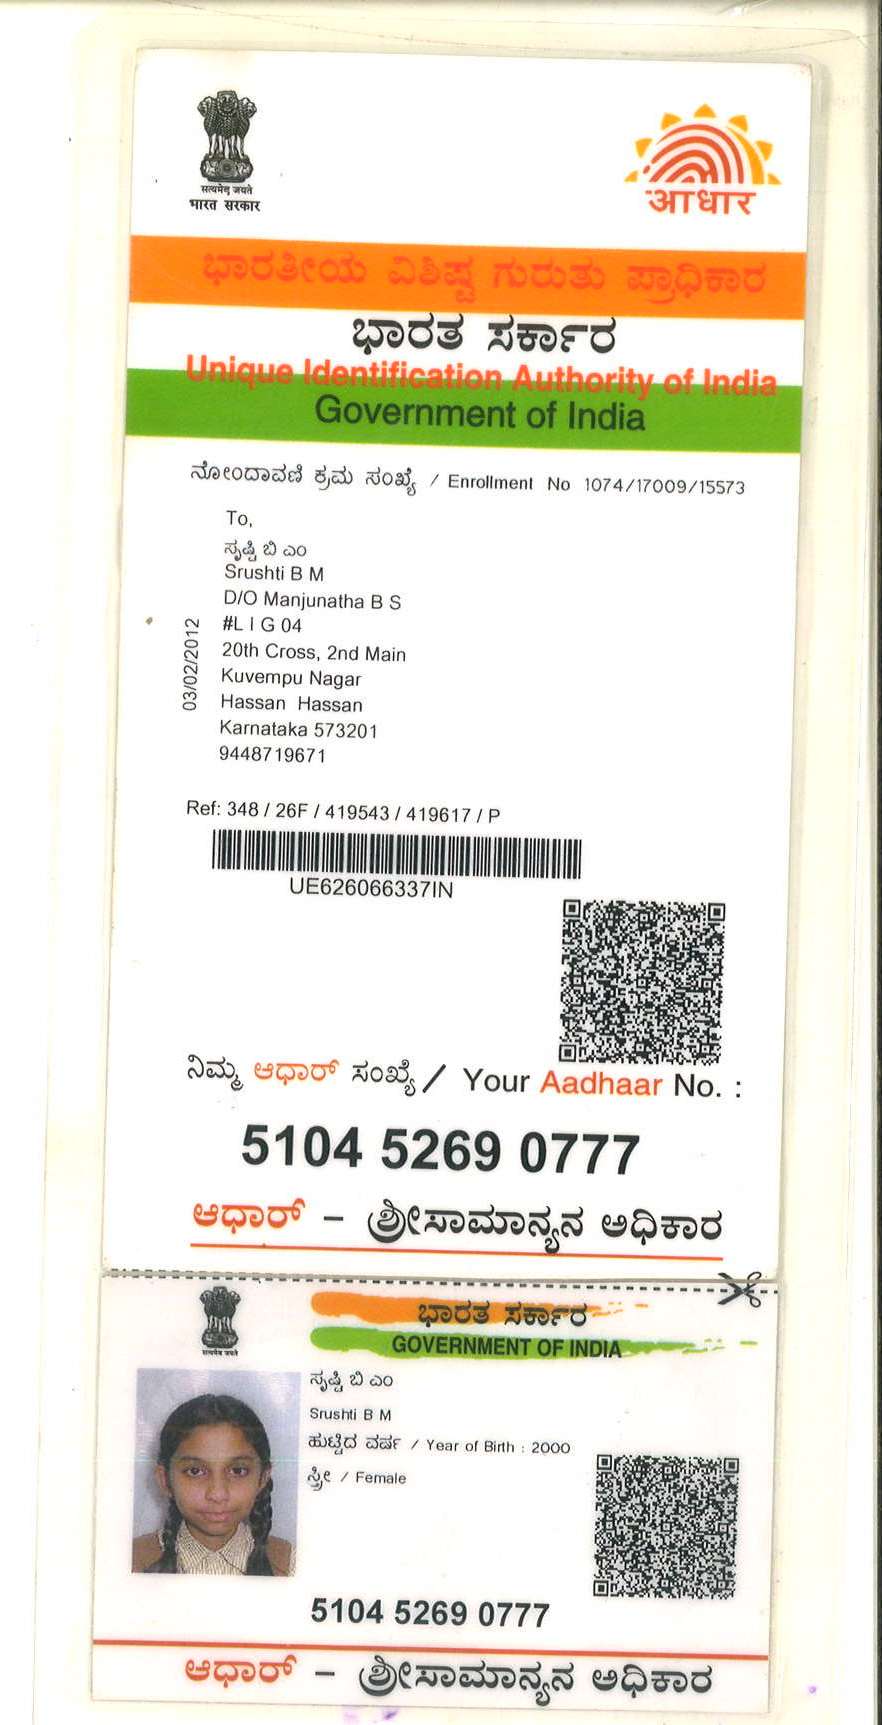 सत्यमेव जयते
भारत सरकार
आधार
ಭಾರತೀಯ ವಿಶಿಷ್ಟ ಗುರುತು ಪ್ರಾಧಿಕಾರ
ಭಾರತ ಸರ್ಕಾರ
Unique Identification Authority of India
Government of India
ನೋಂದಾವಣಿ ಕ್ರಮ ಸಂಖ್ಯೆ / Enrollment No 1074/17009/15573
To,
ಸೃಷ್ಟಿ ಬಿ ಎಂ
Srushti B M
D/O Manjunatha B S
#L I G 04
20th Cross, 2nd Main
Kuvempu Nagar
Hassan Hassan
Karnataka 573201
9448719671
03/02/2012
Ref: 348 / 26F / 419543 / 419617 / P
UE626066337IN
ನಿಮ್ಮ ಆಧಾರ್ ಸಂಖ್ಯೆ / Your Aadhaar No. :
5104 5269 0777
ಆಧಾರ್ – ಶ್ರೀಸಾಮಾನ್ಯನ ಅಧಿಕಾರ
सत्यमेव जयते
ಭಾರತ ಸರ್ಕಾರ
GOVERNMENT OF INDIA
ಸೃಷ್ಟಿ ಬಿ ಎಂ
Srushti B M
ಹುಟ್ಟಿದ ವರ್ಷ / Year of Birth : 2000
ಸ್ತ್ರೀ / Female
5104 5269 0777
ಆಧಾರ್ – ಶ್ರೀಸಾಮಾನ್ಯನ ಅಧಿಕಾರ